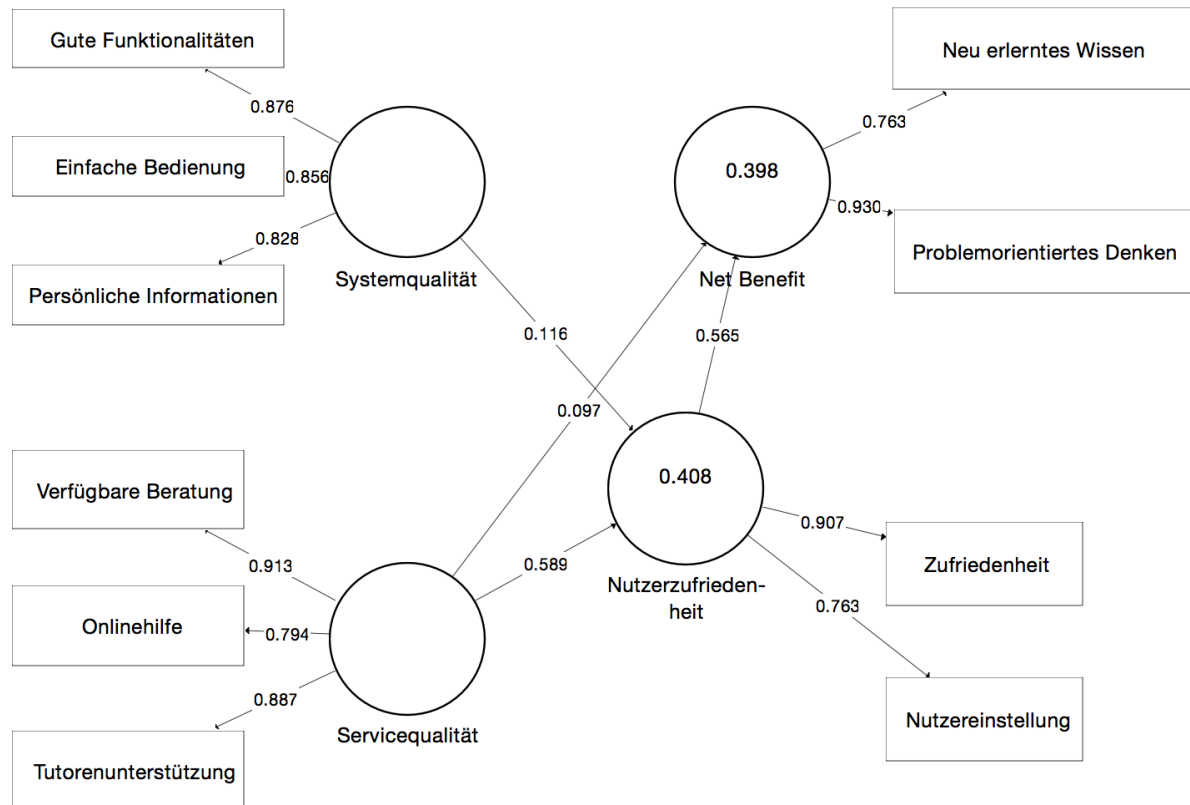 Gute Funktionalitäten
0.876
Einfache Bedienung
0.856
0.828
Persönliche Informationen
Systemqualität
Neu erlerntes Wissen
0.763
0.398
0.930
Problemorientiertes Denken
Net Benefit
0.116
0.565
0.097
Verfügbare Beratung
0.913
Onlinehilfe
0.794
0.887
Tutorenunterstützung
Servicequalität
0.589
0.408
Nutzerzufrieden-
heit
0.907
Zufriedenheit
0.763
Nutzereinstellung